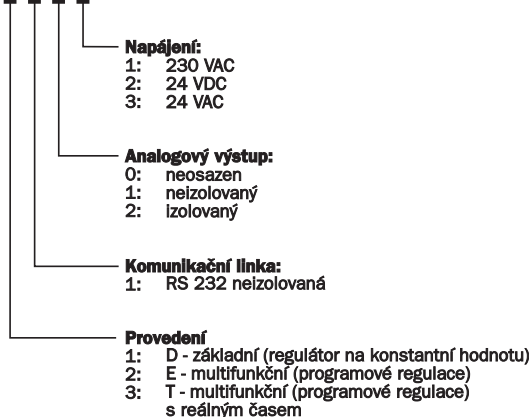 Napájení:
1: 230 VAC
2: 24 VDC
3: 24 VAC
Analogový výstup:
0: neosazen
1: neizolovaný
2: izolovaný
Komunikační linka:
1: RS 232 neizolovaná
Provedení
1: D - základní (regulátor na konstantní hodnotu)
2: E - multifunkční (programové regulace)
3: T - multifunkční (programové regulace)
s reálným časem